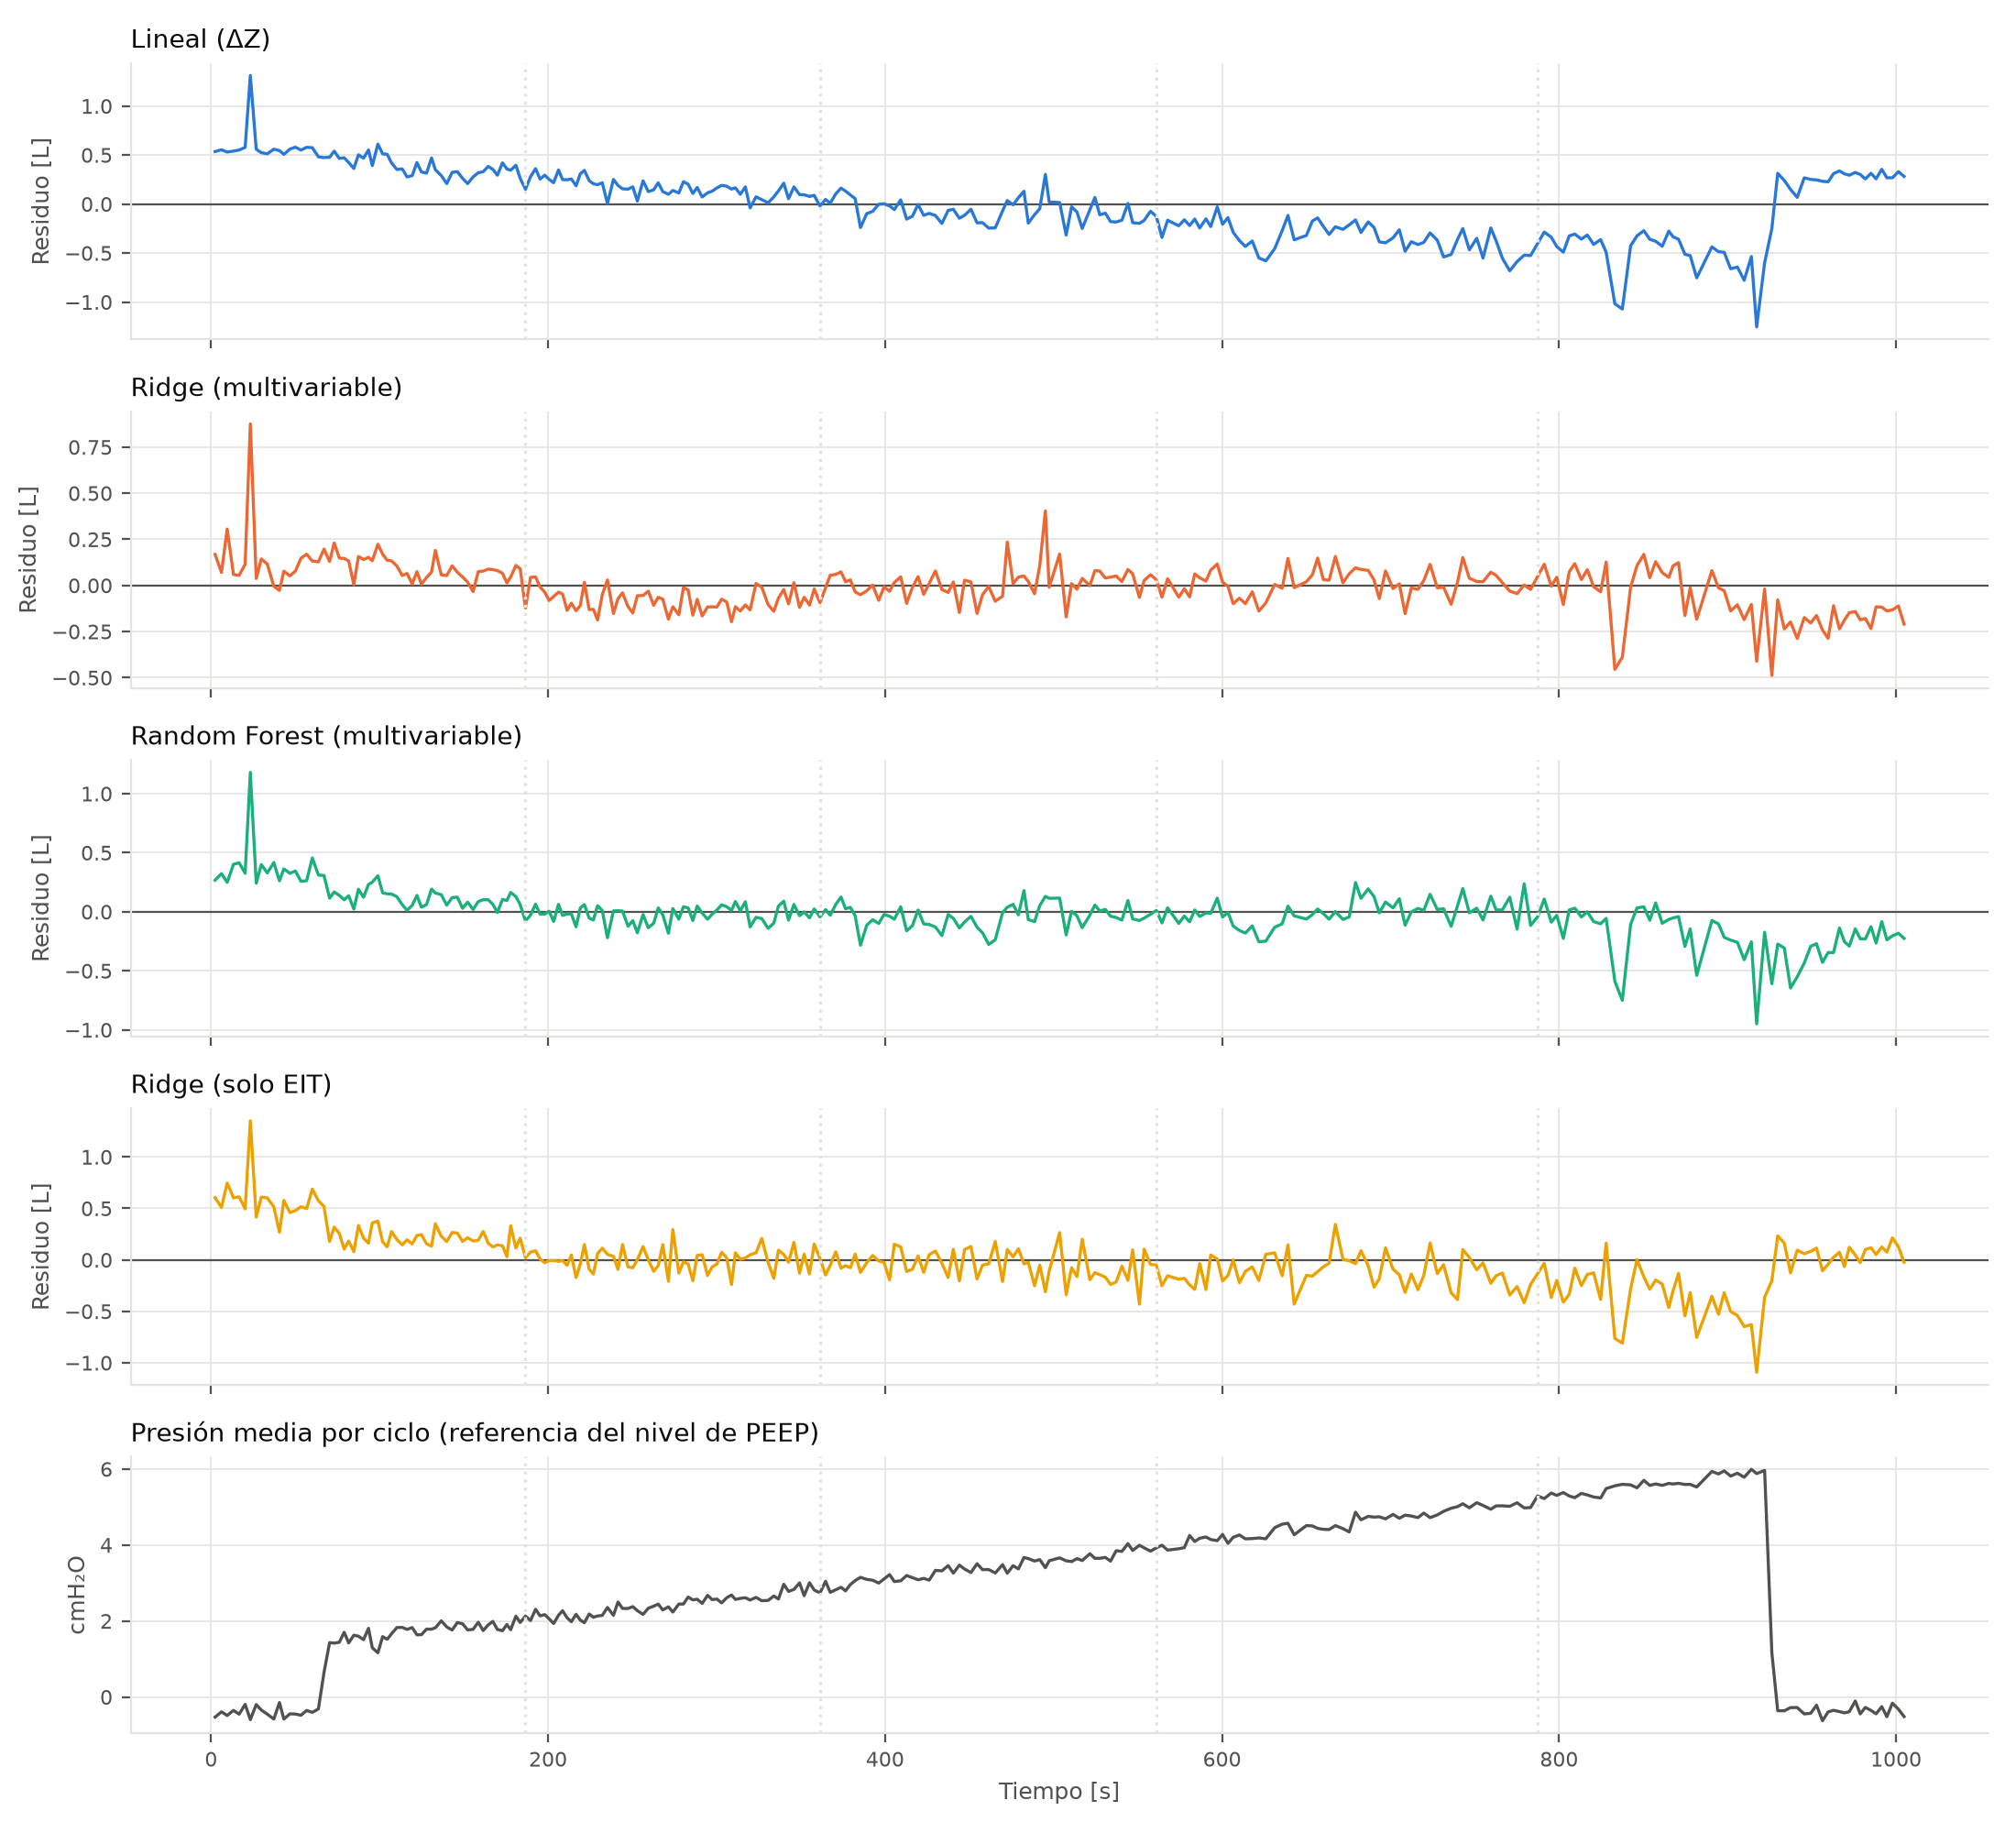 Lineal (ΔZ)
Residuo [L]
1.0
0.5
0.0
−0.5
−1.0
Ridge (multivariable)
Residuo [L]
0.75
0.50
0.25
0.00
−0.25
−0.50
Random Forest (multivariable)
Residuo [L]
1.0
0.5
0.0
−0.5
−1.0
Ridge (solo EIT)
Residuo [L]
1.0
0.5
0.0
−0.5
−1.0
Presión media por ciclo (referencia del nivel de PEEP)
cmH₂O
6
4
2
0
0 200 400 600 800 1000
Tiempo [s]